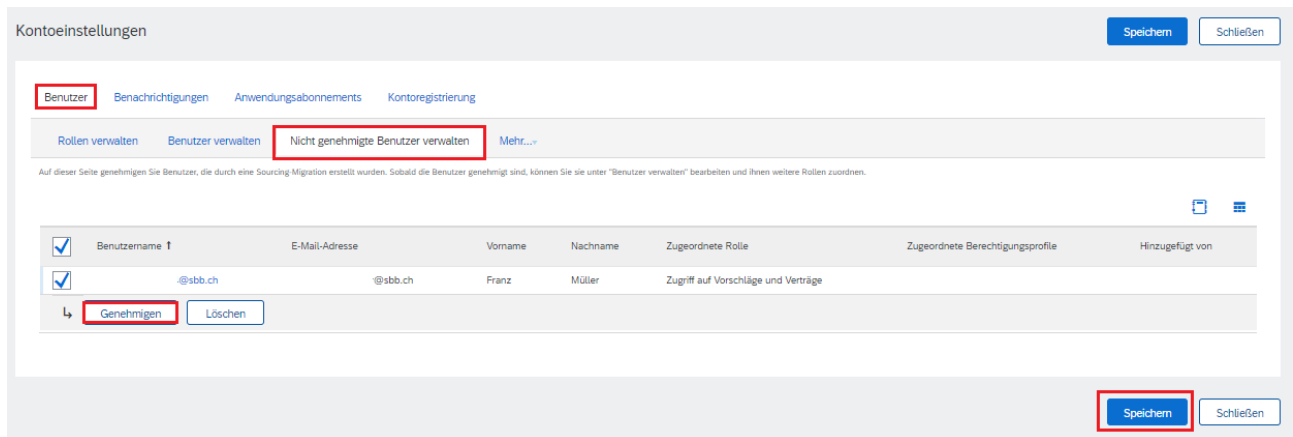 Kontoeinstellungen Speichern Schließen
Benutzer Benachrichtigungen Anwendungsabonnements Kontoregistrierung
Rollen verwalten Benutzer verwalten Nicht genehmigte Benutzer verwalten Mehr...
Auf dieser Seite genehmigen Sie Benutzer, die durch eine Sourcing-Migration erstellt wurden. Sobald die Benutzer genehmigt sind, können Sie sie unter "Benutzer verwalten" bearbeiten und ihnen weitere Rollen zuordnen.
Benutzername ↑ E-Mail-Adresse Vorname Nachname Zugeordnete Rolle Zugeordnete Berechtigungsprofile Hinzugefügt von
@sbb.ch @sbb.ch Franz Müller Zugriff auf Vorschläge und Verträge
Genehmigen Löschen
Speichern Schließen